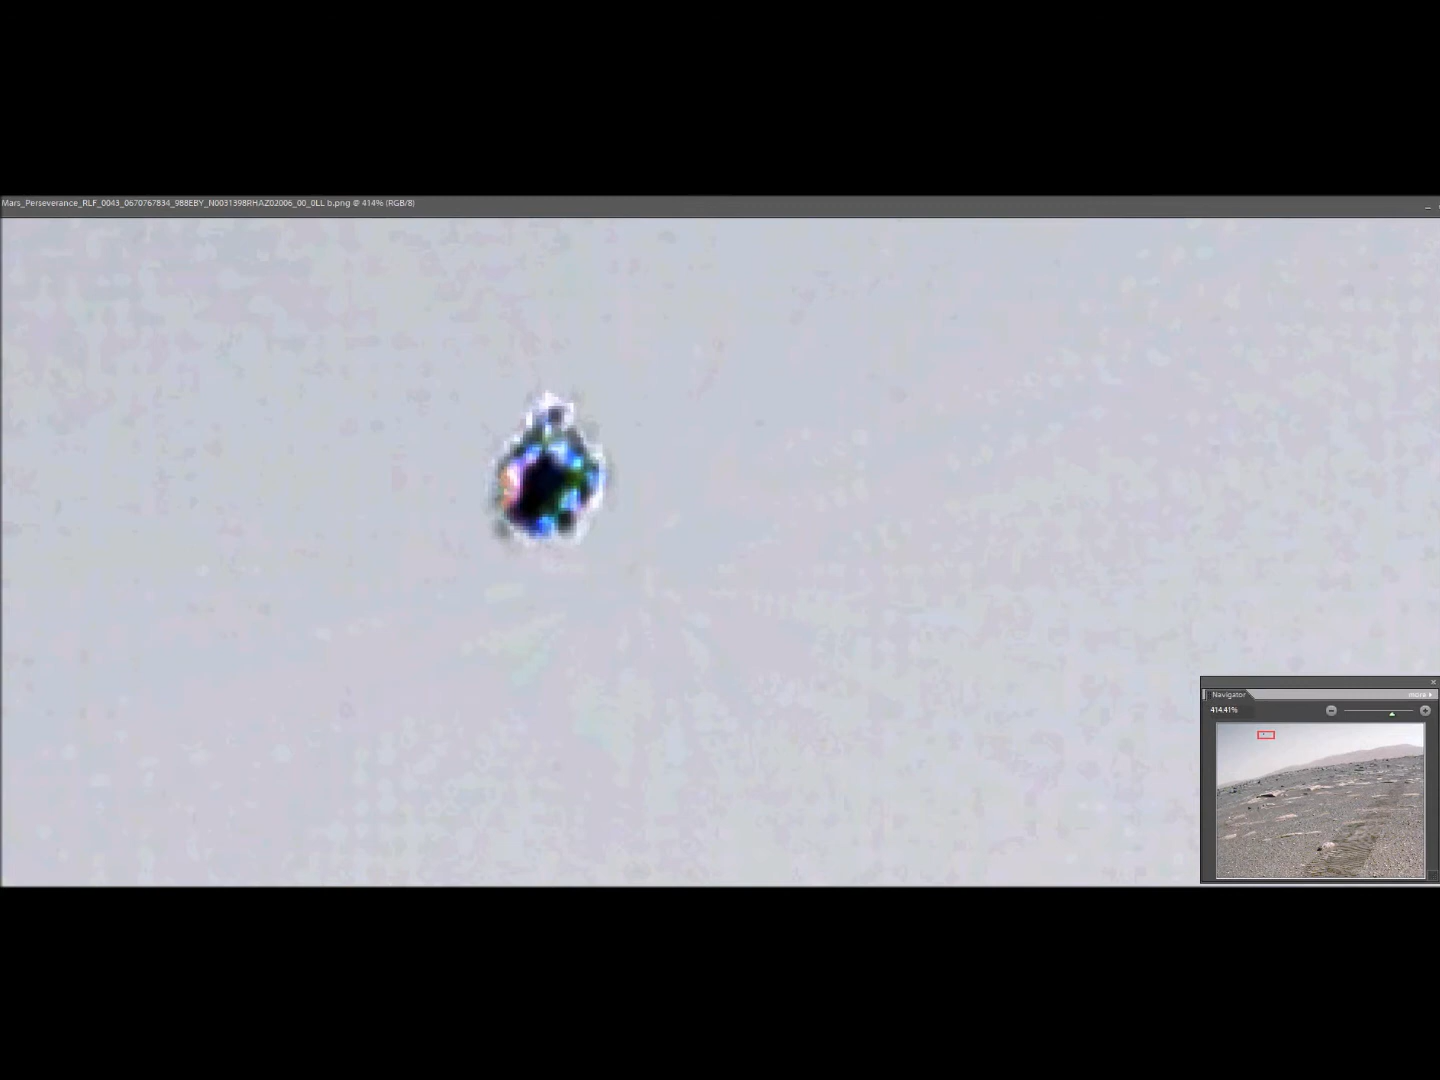 Mars_Perseverance_RLF_0043_0670767834_988EBY_N0031398RHAZ02006_00_0LL b.png @ 414% (RGB/8)
Navigator
more
414.41%